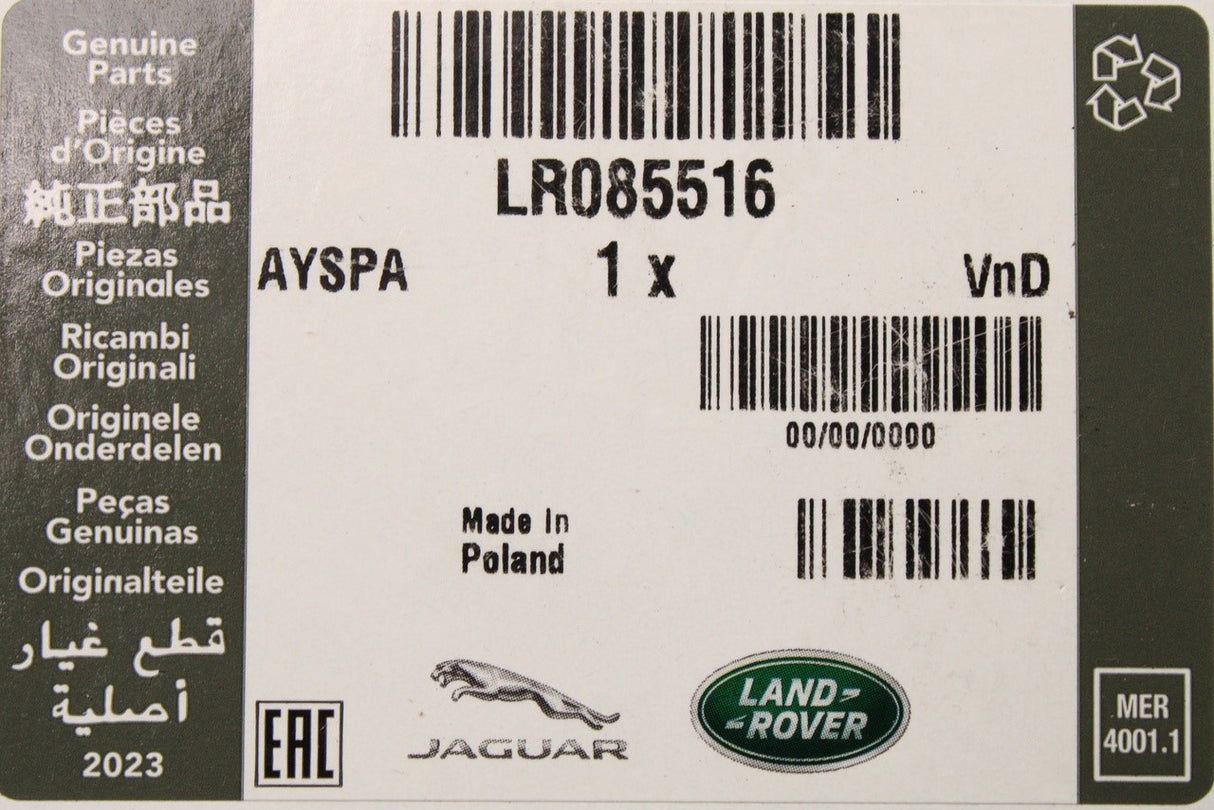 Genuine
Parts
Pièces
d'Origine
純正部品
Piezas
Originales
Ricambi
Originali
Originele
Onderdelen
Peças
Genuinas
Originalteile
قطع غيار
أصلية
2023
LR085516
AYSPA 1 x VnD
00/00/0000
Made In
Poland
EAC
JAGUAR
LAND
ROVER
MER
4001.1